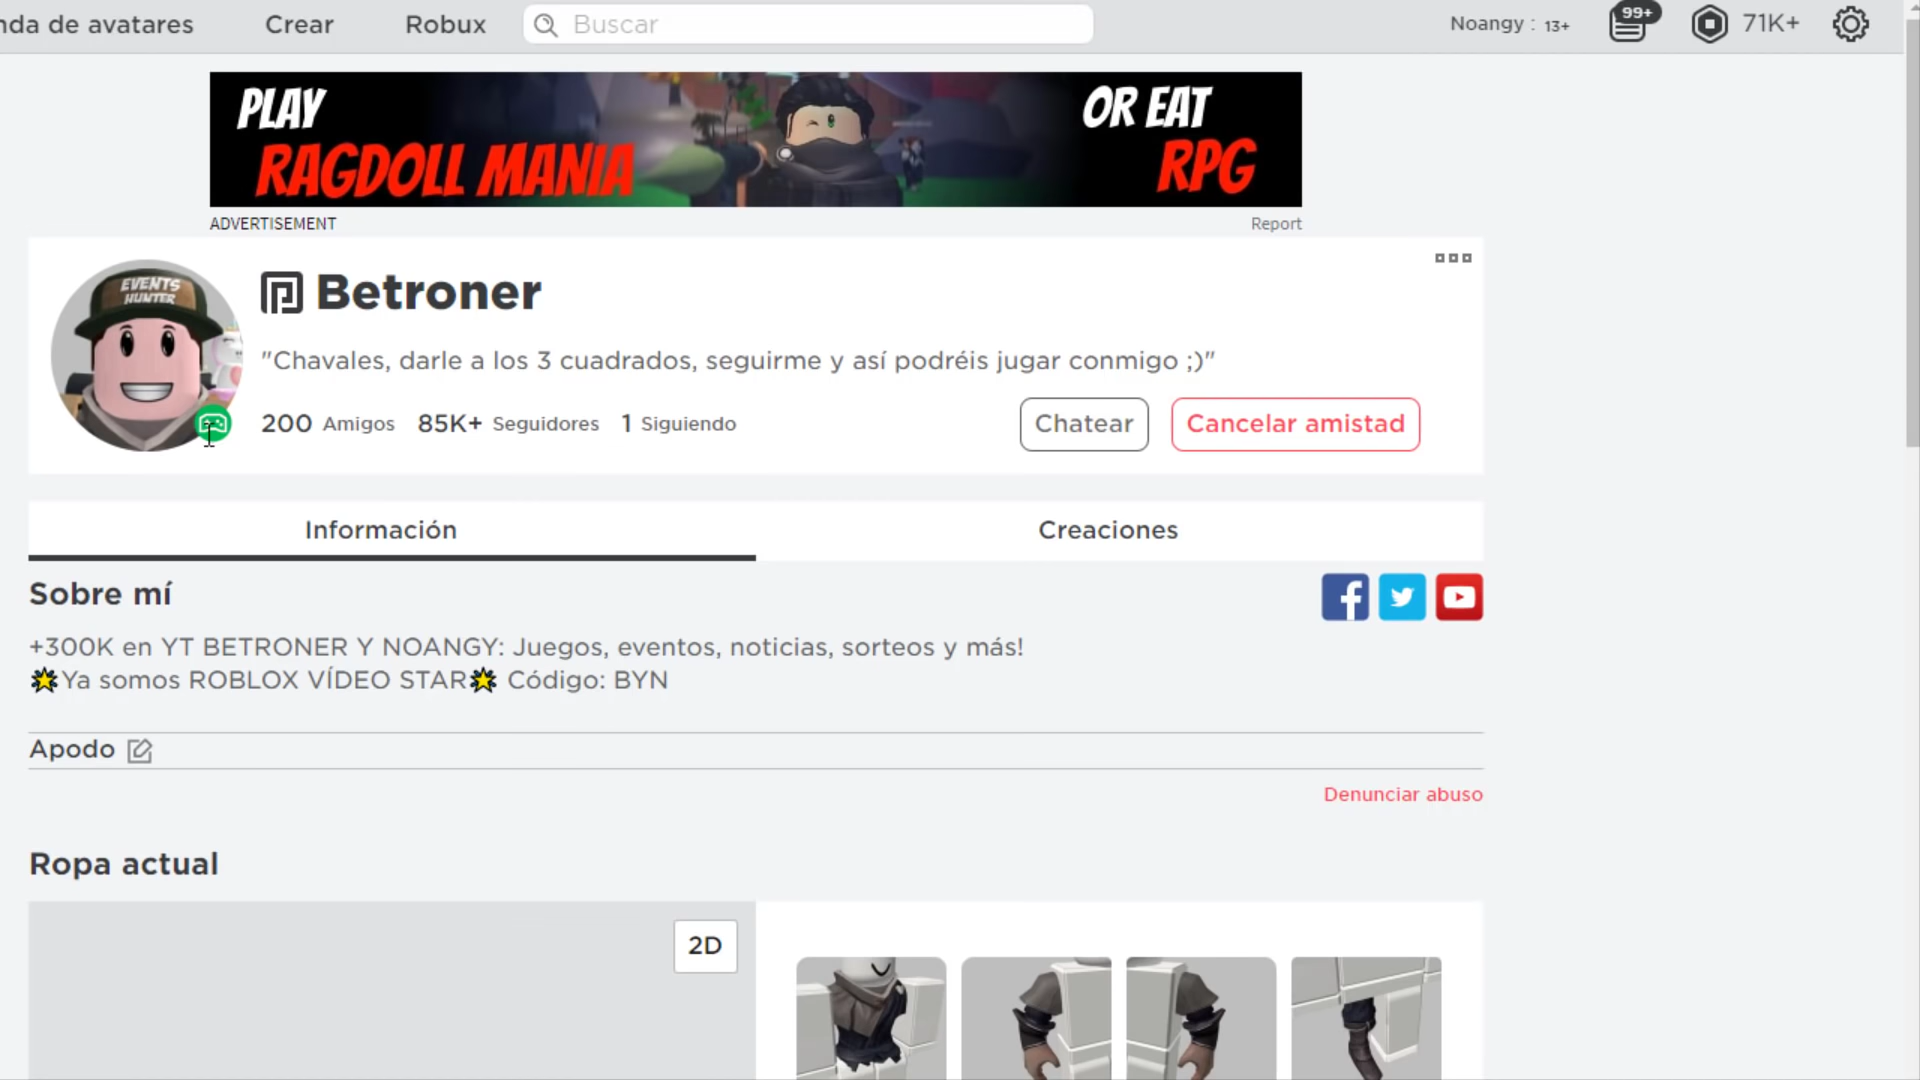 nda de avatares Crear Robux Buscar Noangy : 13+ 99+ 71K+
PLAY OR EAT
RAGDOLL MANIA RPG
ADVERTISEMENT Report
EVENTS
HUNTER
Betroner
"Chavales, darle a los 3 cuadrados, seguirme y así podréis jugar conmigo ;)"
200 Amigos 85K+ Seguidores 1 Siguiendo Chatear Cancelar amistad
Información Creaciones
Sobre mí
+300K en YT BETRONER Y NOANGY: Juegos, eventos, noticias, sorteos y más!
🌟Ya somos ROBLOX VÍDEO STAR🌟 Código: BYN
Apodo
Denunciar abuso
Ropa actual
2D